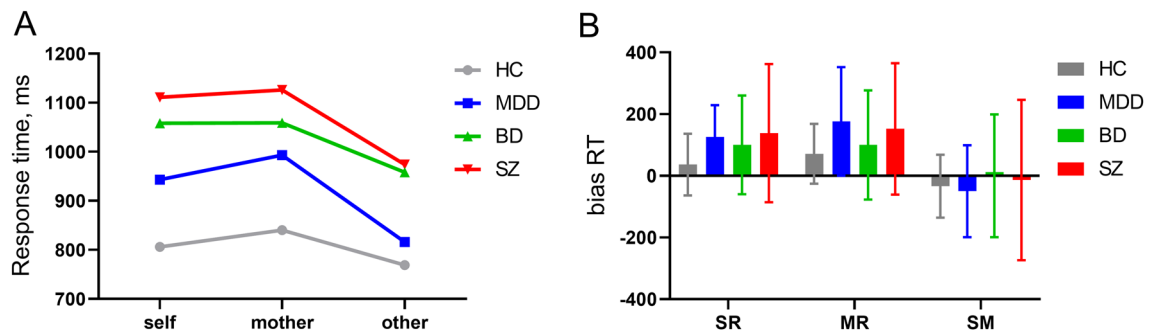 A
Response time, ms
1200
1100
1000
900
800
700
self mother other
HC
MDD
BD
SZ
B
bias RT
400
200
0
-200
-400
SR MR SM
HC
MDD
BD
SZ